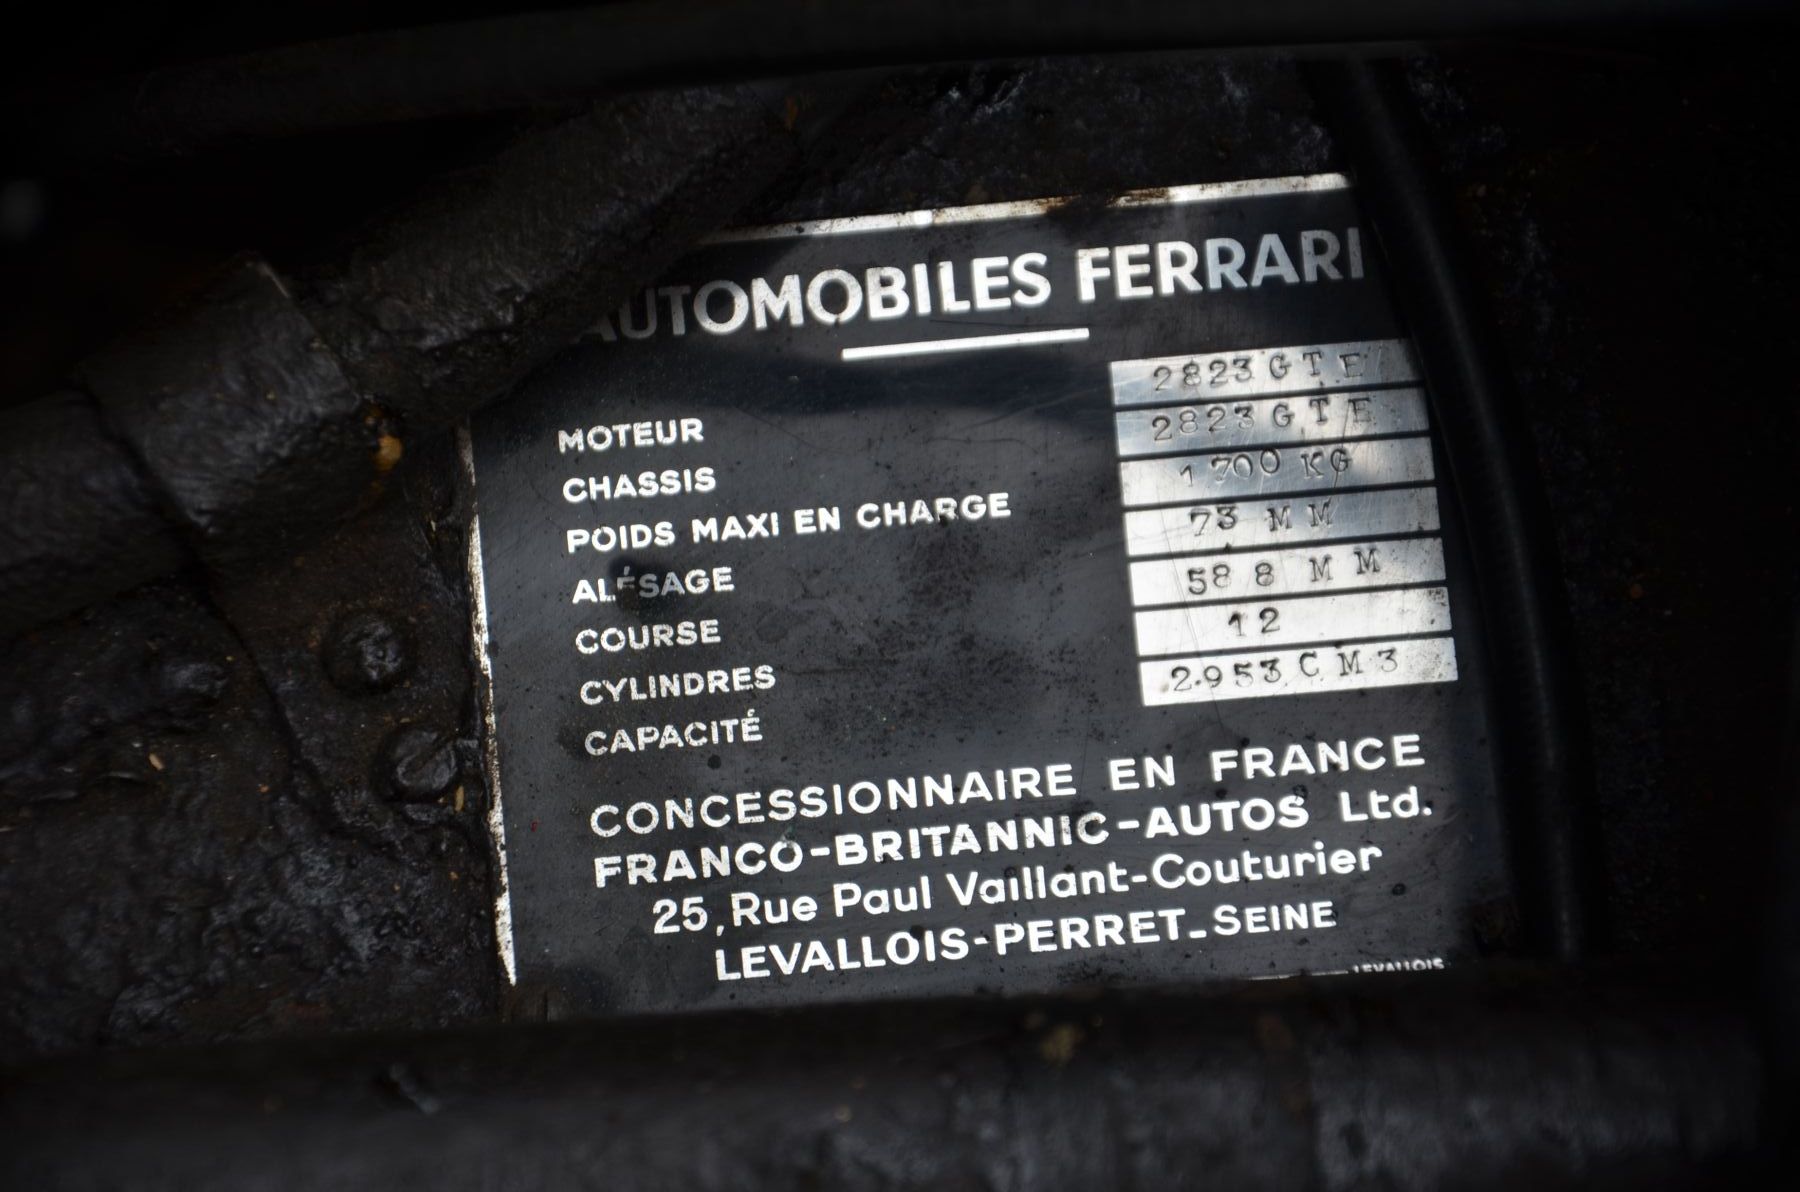 AUTOMOBILES FERRARI
MOTEUR 2823 GTE
CHASSIS 2823 GTE
POIDS MAXI EN CHARGE 1700 KG
ALÉSAGE 73 MM
COURSE 58 8 MM
CYLINDRES 12
CAPACITÉ 2.953 CM3
CONCESSIONNAIRE EN FRANCE
FRANCO-BRITANNIC-AUTOS Ltd.
25, Rue Paul Vaillant-Couturier
LEVALLOIS-PERRET_SEINE
LEVALLOIS